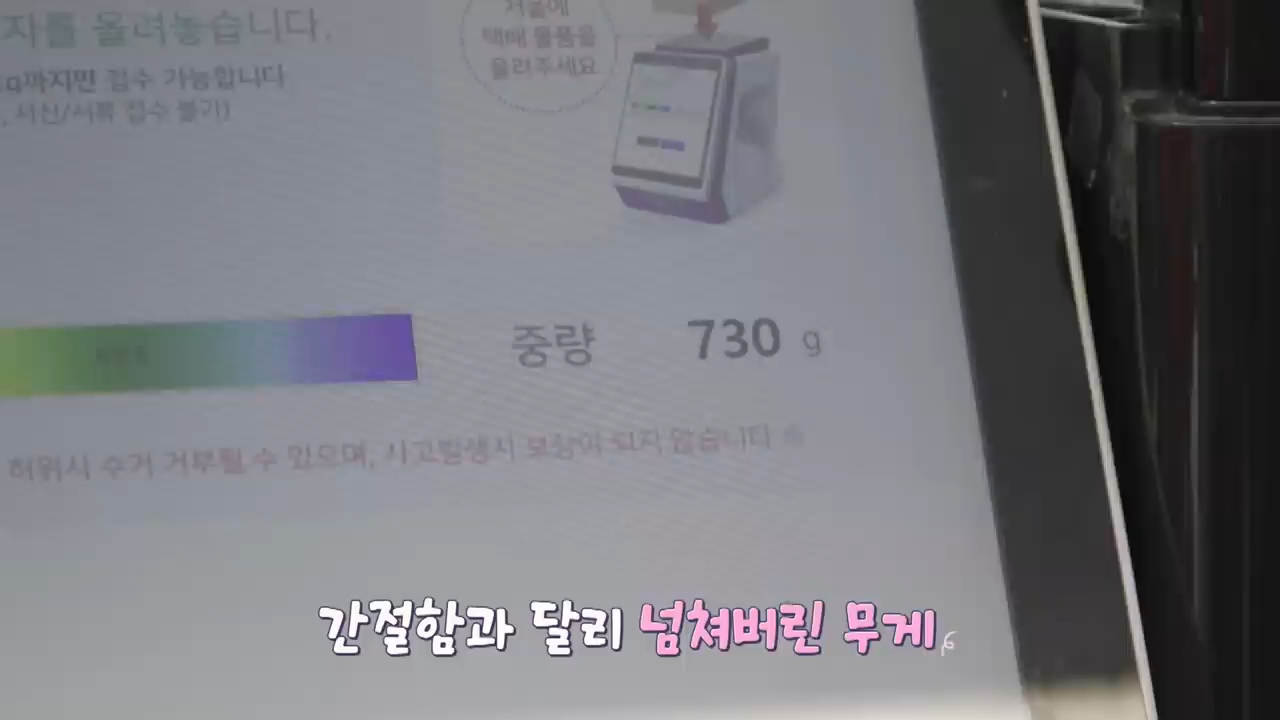 자를 올려놓습니다.
g까지만 접수 가능합니다
, 서신/서류 접수 불가)
저울에
택배 물품을
올려주세요
중량 730 g
허위시 수거 거부될 수 있으며, 사고발생시 보상이 되지 않습니다
간절함과 달리 넘쳐버린 무게